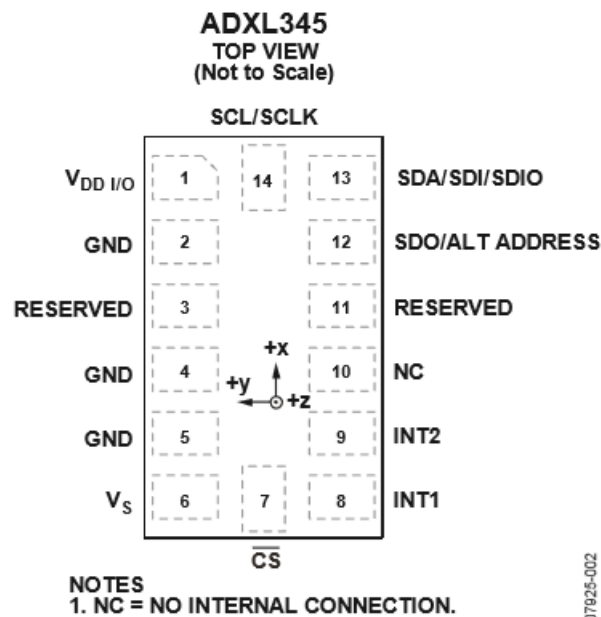 ADXL345
TOP VIEW
(Not to Scale)
SCL/SCLK
VDD I/O 1 14 13 SDA/SDI/SDIO
GND 2 12 SDO/ALT ADDRESS
RESERVED 3 11 RESERVED
+x
GND 4 +y +z 10 NC
GND 5 9 INT2
VS 6 7 8 INT1
CS
NOTES
1. NC = NO INTERNAL CONNECTION.
07925-002